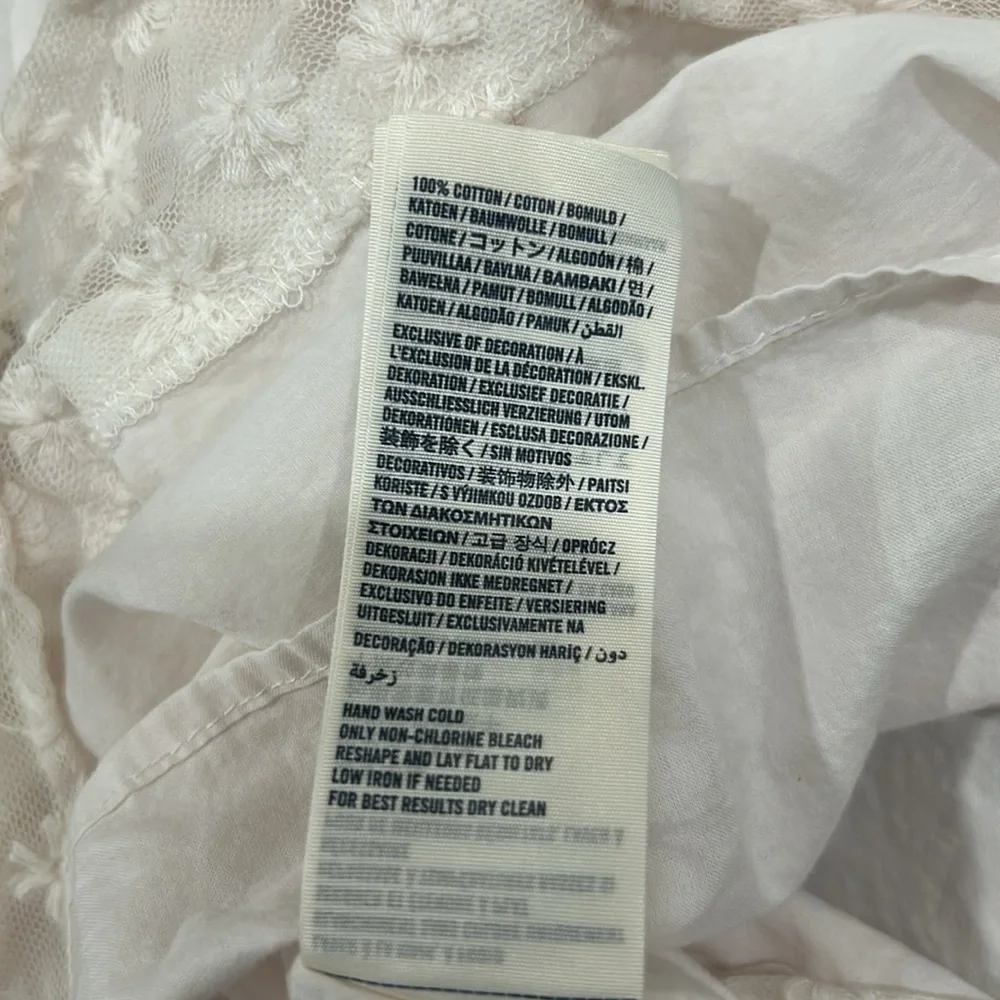 100% COTTON / COTON / BOMULD /
KATOEN / BAUMWOLLE / BOMULL /
COTONE / コットン / ALGODÓN / 棉 /
PUUVILLAA / BAVLNA / ΒΑΜΒΑΚΙ / 면 /
BAWEŁNA / PAMUT / BOMULL / ALGODÃO /
KATOEN / ALGODÃO / PAMUK / القطن
EXCLUSIVE OF DECORATION / À
L'EXCLUSION DE LA DÉCORATION / EKSKL.
DEKORATION / EXCLUSIEF DECORATIE /
AUSSCHLIESSLICH VERZIERUNG / UTOM
DEKORATIONEN / ESCLUSA DECORAZIONE /
装飾を除く / SIN MOTIVOS
DECORATIVOS / 装饰物除外 / PAITSI
KORISTE / S VÝJIMKOU OZDOB / ΕΚΤΟΣ
ΤΩΝ ΔΙΑΚΟΣΜΗΤΙΚΩΝ
ΣΤΟΙΧΕΙΩΝ / 고급 장식 / OPRÓCZ
DEKORACJI / DEKORÁCIÓ KIVÉTELÉVEL /
DEKORASJON IKKE MEDREGNET /
EXCLUSIVO DO ENFEITE / VERSIERING
UITGESLUIT / EXCLUSIVAMENTE NA
DECORAÇÃO / DEKORASYON HARİÇ / دون
زخرفة
HAND WASH COLD
ONLY NON-CHLORINE BLEACH
RESHAPE AND LAY FLAT TO DRY
LOW IRON IF NEEDED
FOR BEST RESULTS DRY CLEAN